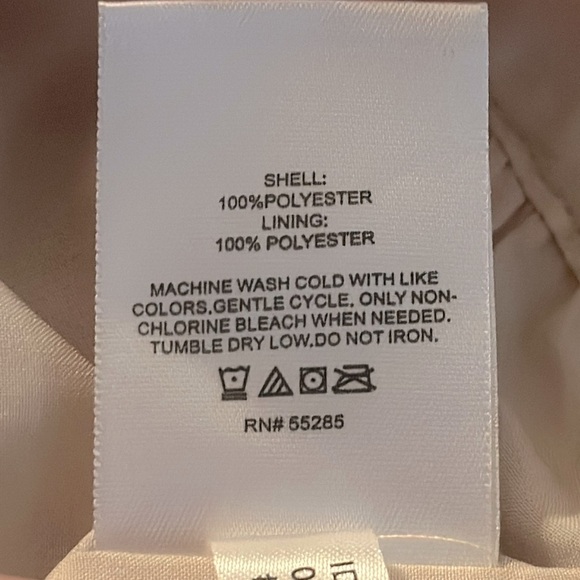 SHELL:
100%POLYESTER
LINING:
100% POLYESTER
MACHINE WASH COLD WITH LIKE
COLORS.GENTLE CYCLE. ONLY NON-
CHLORINE BLEACH WHEN NEEDED.
TUMBLE DRY LOW.DO NOT IRON.
RN# 55285